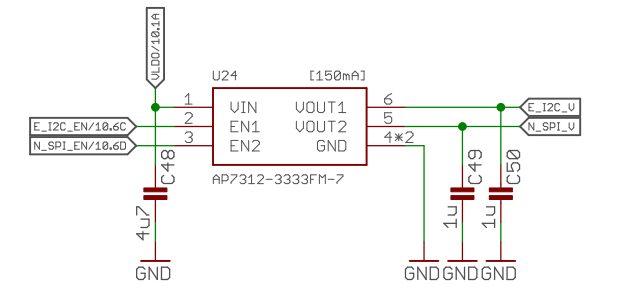 VLDO/10.1A
U24 [150mA]
1 VIN VOUT1 6 E_I2C_V
E_I2C_EN/10.6C 2 EN1 VOUT2 5 N_SPI_V
N_SPI_EN/10.6D 3 EN2 GND 4*2
AP7312-3333FM-7
C48
4u7
C49
1u
C50
1u
GND GND GND GND